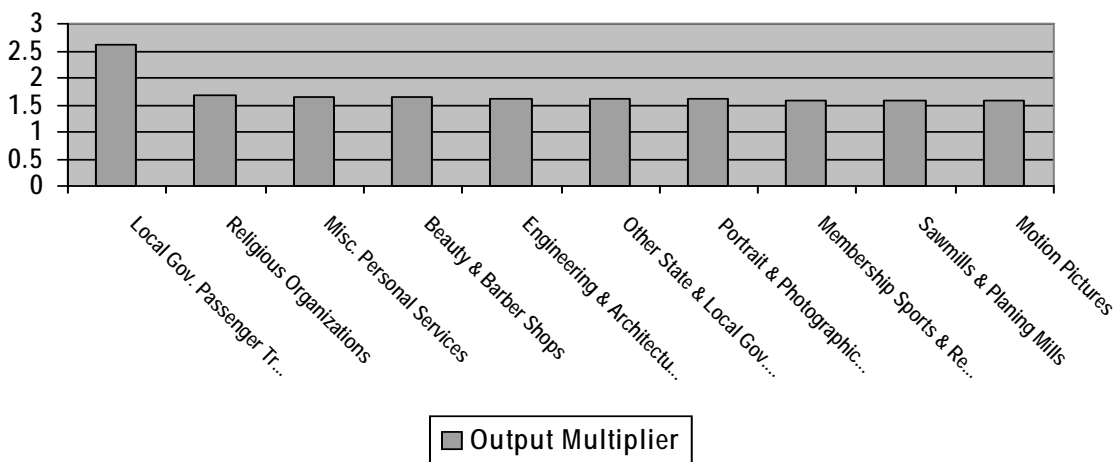 3
2.5
2
1.5
1
0.5
0
Local Gov. Passenger Tr...
Religious Organizations
Misc. Personal Services
Beauty & Barber Shops
Engineering & Architectu...
Other State & Local Gov....
Portrait & Photographic...
Membership Sports & Re...
Sawmills & Planing Mills
Motion Pictures
Output Multiplier